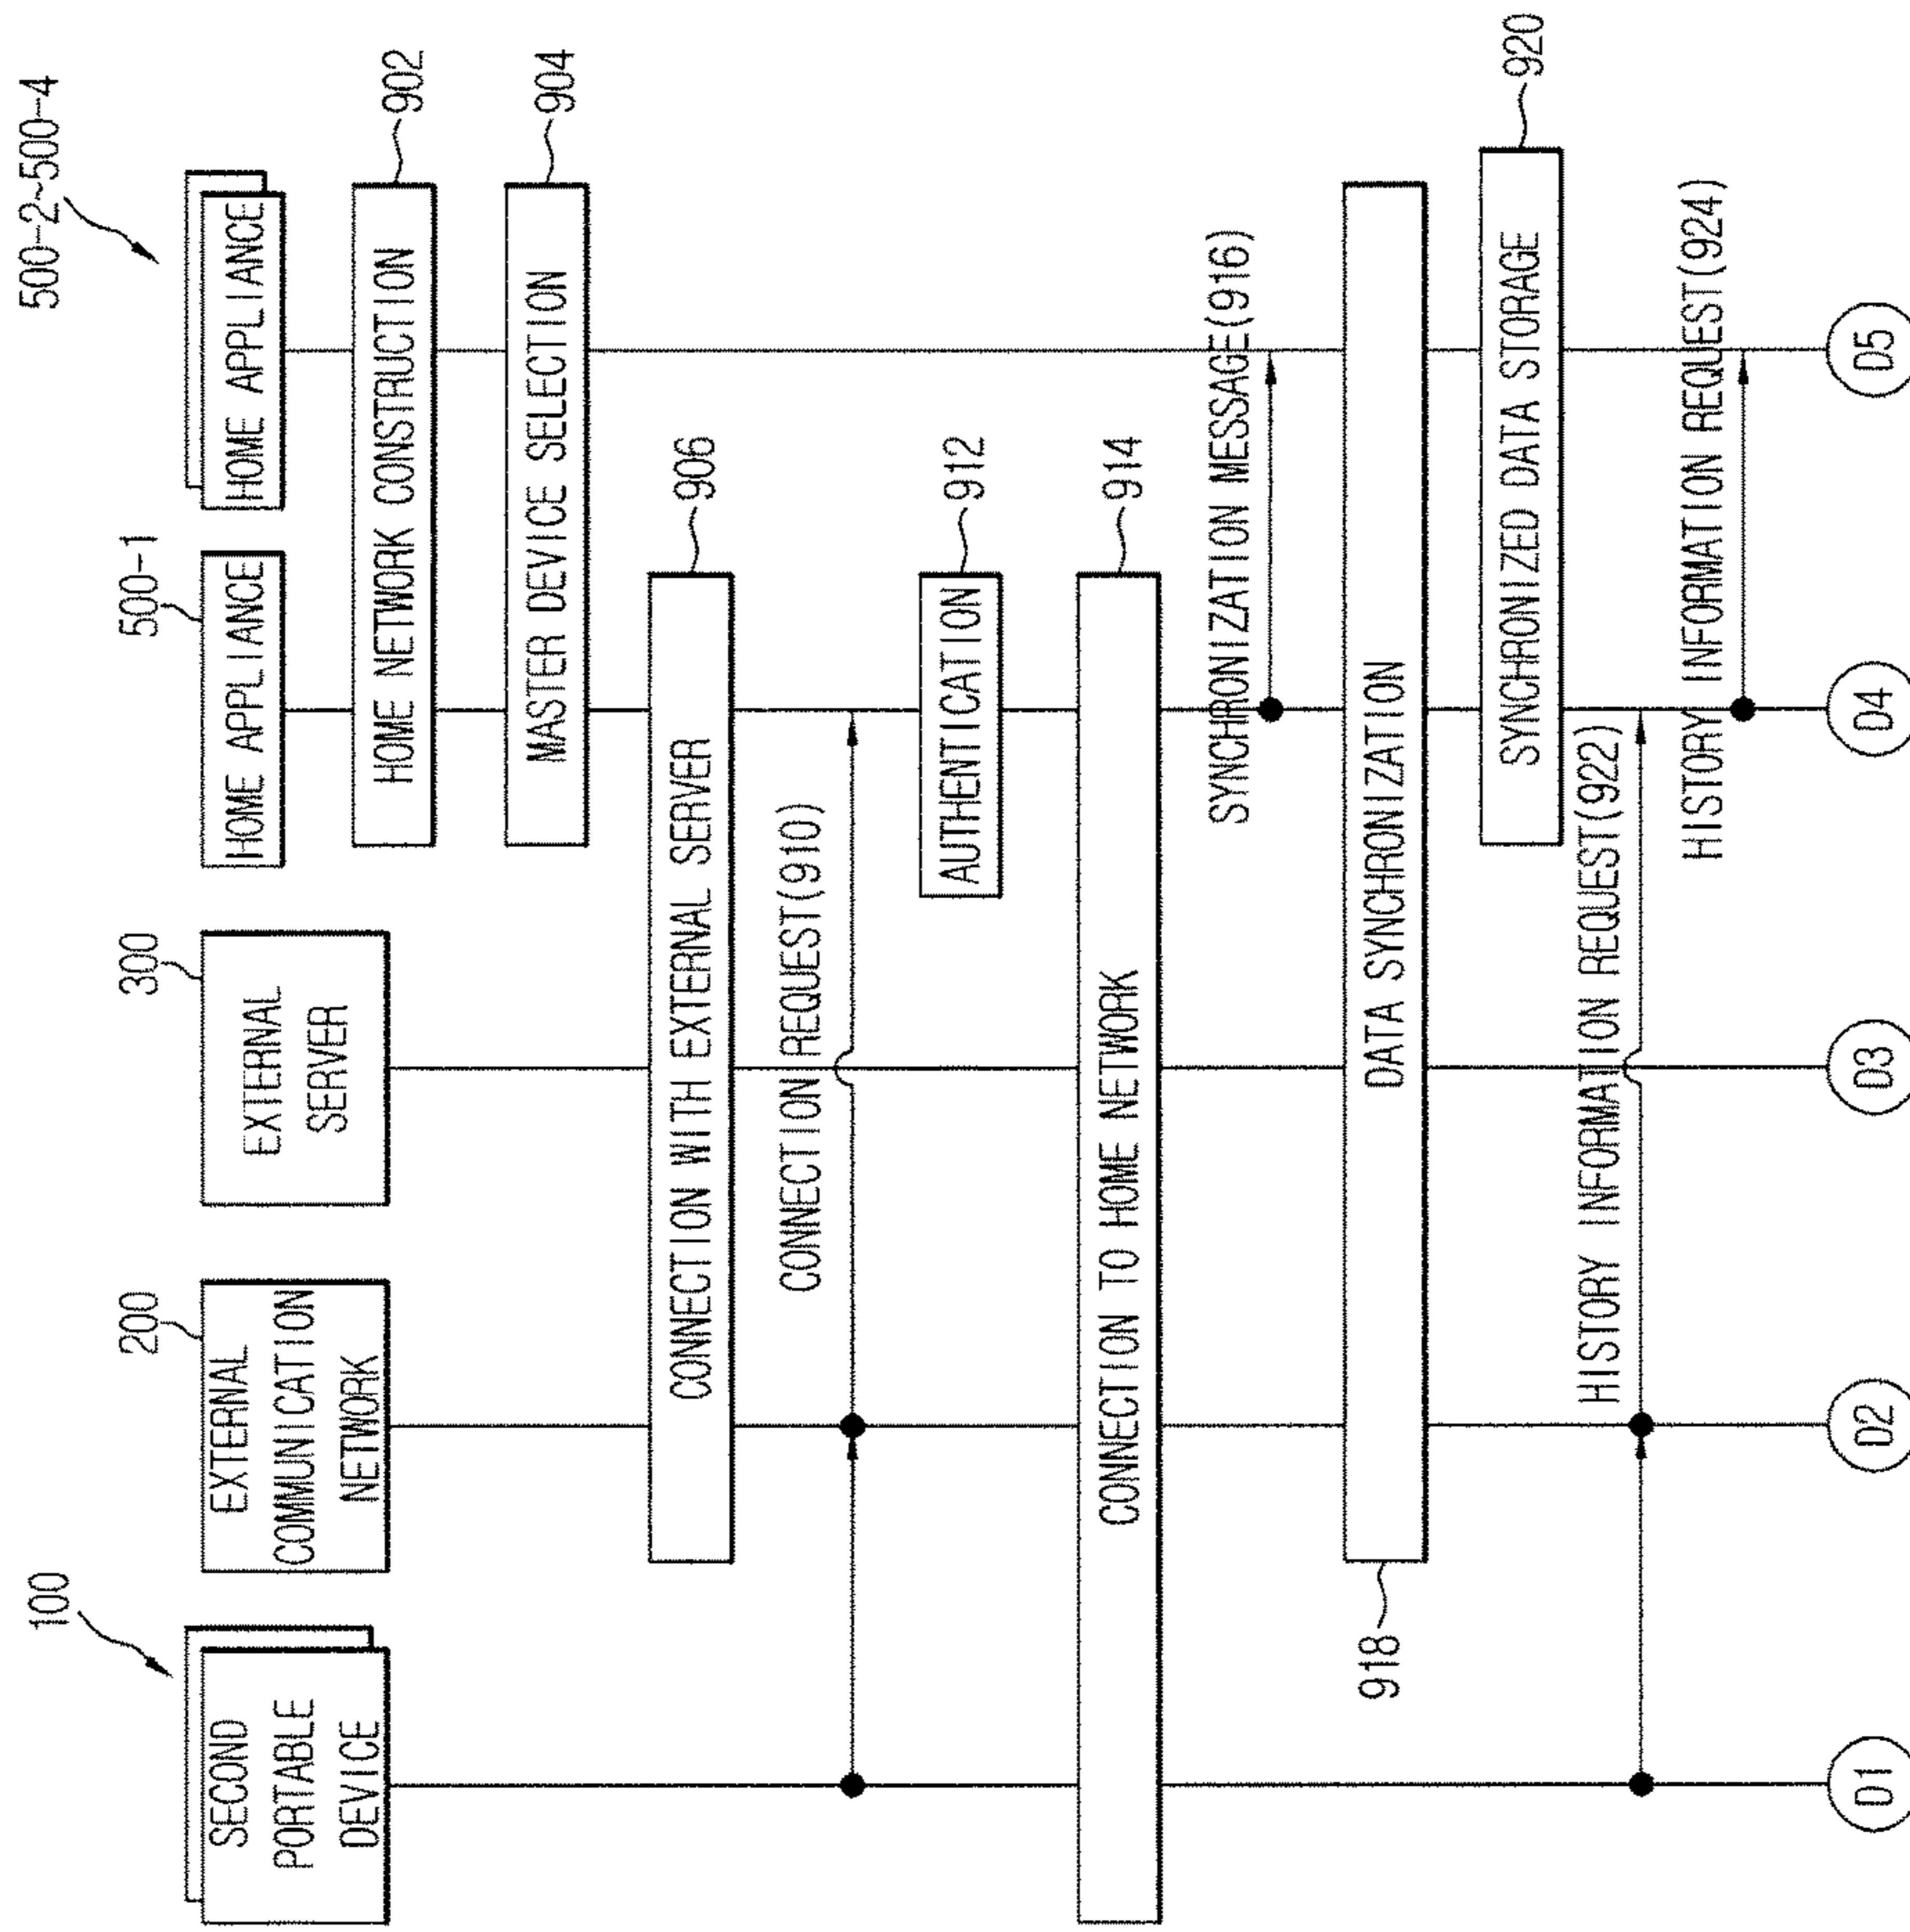 100
200
300
500-1
500-2~500-4
SECOND
PORTABLE
DEVICE
EXTERNAL
COMMUNICATION
NETWORK
EXTERNAL
SERVER
HOME APPLIANCE
HOME APPLIANCE
HOME NETWORK CONSTRUCTION
902
MASTER DEVICE SELECTION
904
CONNECTION WITH EXTERNAL SERVER
906
CONNECTION REQUEST(910)
AUTHENTICATION
912
CONNECTION TO HOME NETWORK
914
SYNCHRONIZATION MESSAGE(916)
918
DATA SYNCHRONIZATION
SYNCHRONIZED DATA STORAGE
920
HISTORY INFORMATION REQUEST(922)
HISTORY INFORMATION REQUEST(924)
D1
D2
D3
D4
D5